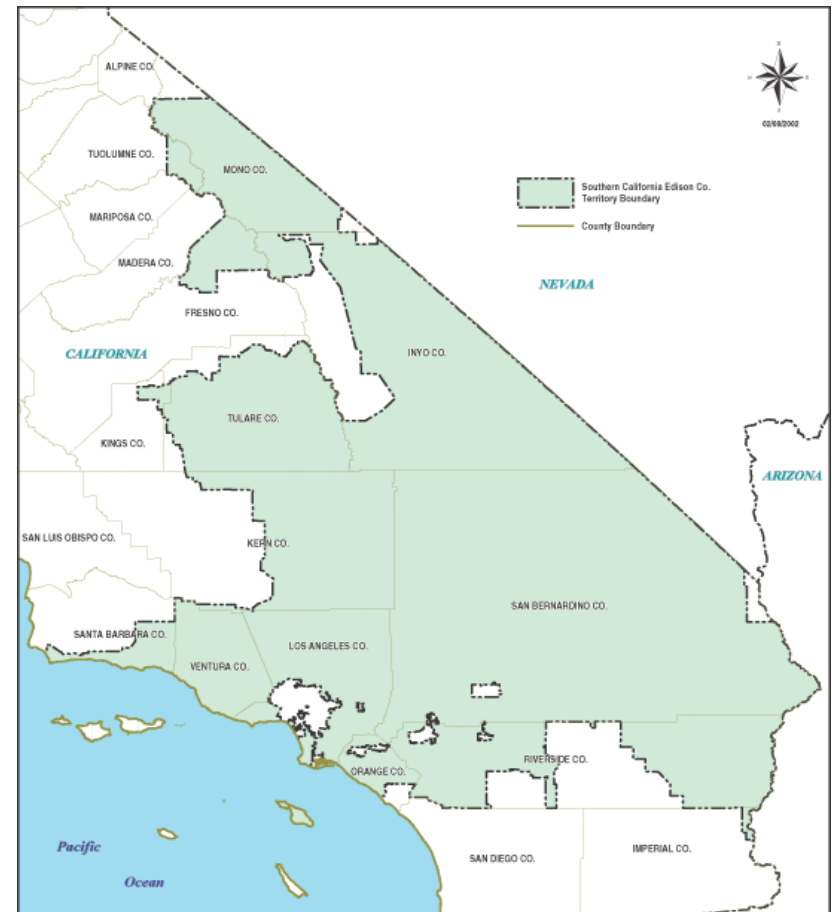 ALPINE CO.
N
W
E
S
02/08/2002
TUOLUMNE CO.
MONO CO.
Southern California Edison Co.
Territory Boundary
MARIPOSA CO.
County Boundary
MADERA CO.
NEVADA
FRESNO CO.
CALIFORNIA
INYO CO.
TULARE CO.
KINGS CO.
ARIZONA
SAN LUIS OBISPO CO.
KERN CO.
SAN BERNARDINO CO.
SANTA BARBARA CO.
LOS ANGELES CO.
VENTURA CO.
RIVERSIDE CO.
ORANGE CO.
Pacific
Ocean
SAN DIEGO CO.
IMPERIAL CO.